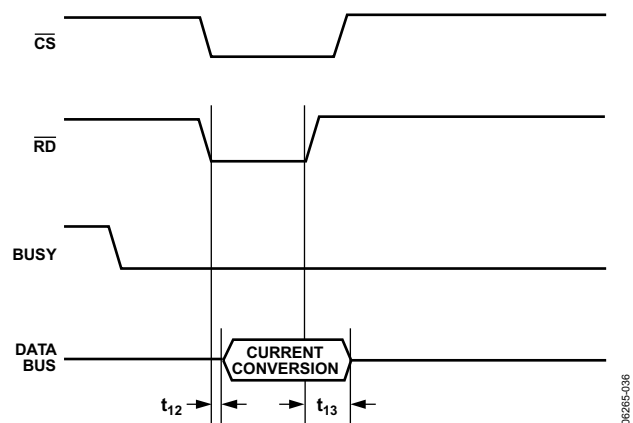 CS
RD
BUSY
DATA
BUS
CURRENT
CONVERSION
t12
t13
06265-036